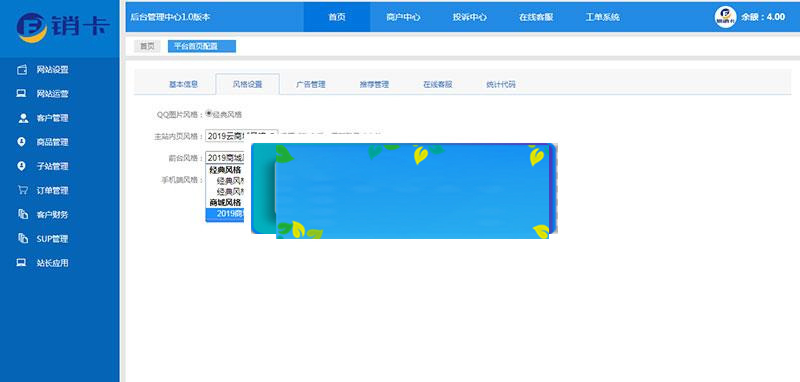 销卡
后台管理中心1.0版本
首页
商户中心
投诉中心
在线客服
工单系统
余额：4.00
首页
平台首页配置
网站设置
网站运营
客户管理
商品管理
子站管理
订单管理
客户财务
SUP管理
站长应用
基本信息
风格设置
广告管理
推荐管理
在线客服
统计代码
QQ图片风格：经典风格
主站内页风格：2019云商城风格
前台风格：2019商城
经典风格
经典风格
经典风格
商城风格
2019商城
手机端风格：